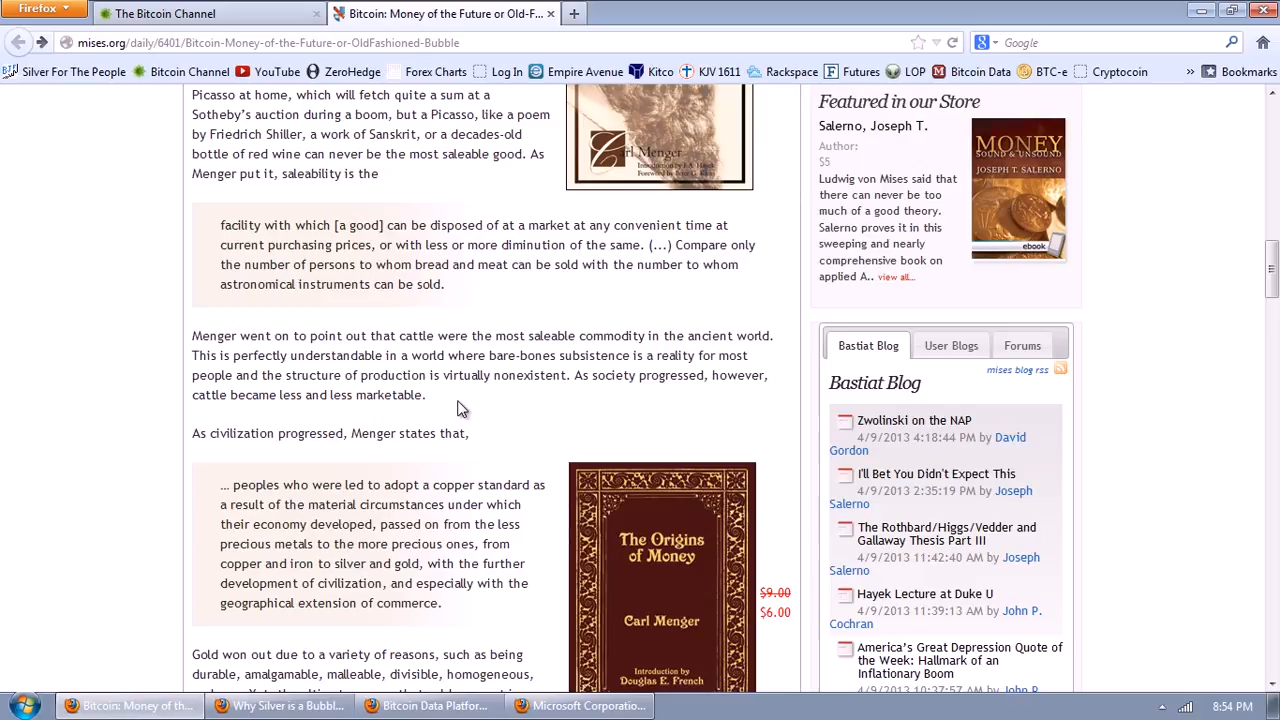 Firefox
The Bitcoin Channel
Bitcoin: Money of the Future or Old-F...
mises.org/daily/6401/Bitcoin-Money-of-the-Future-or-OldFashioned-Bubble
Google
Silver For The People
Bitcoin Channel
YouTube
ZeroHedge
Forex Charts
Log In
Empire Avenue
Kitco
KJV 1611
Rackspace
Futures
LOP
Bitcoin Data
BTC-e
Cryptocoin
»
Bookmarks
Picasso at home, which will fetch quite a sum at a
Sotheby's auction during a boom, but a Picasso, like a poem
by Friedrich Shiller, a work of Sanskrit, or a decades-old
bottle of red wine can never be the most saleable good. As
Menger put it, saleability is the
Carl Menger
facility with which [a good] can be disposed of at a market at any convenient time at
current purchasing prices, or with less or more diminution of the same. (...) Compare only
the number of persons to whom bread and meat can be sold with the number to whom
astronomical instruments can be sold.
Menger went on to point out that cattle were the most saleable commodity in the ancient world.
This is perfectly understandable in a world where bare-bones subsistence is a reality for most
people and the structure of production is virtually nonexistent. As society progressed, however,
cattle became less and less marketable.
As civilization progressed, Menger states that,
… peoples who were led to adopt a copper standard as
a result of the material circumstances under which
their economy developed, passed on from the less
precious metals to the more precious ones, from
copper and iron to silver and gold, with the further
development of civilization, and especially with the
geographical extension of commerce.
The Origins
of Money
Carl Menger
Introduction by
Douglas E. French
$9.00
$6.00
Gold won out due to a variety of reasons, such as being
durable, amalgamable, malleable, divisible, homogeneous,
Featured in our Store
Salerno, Joseph T.
Author:
$5
Ludwig von Mises said that
there can never be too
much of a good theory.
Salerno proves it in this
sweeping and nearly
comprehensive book on
applied A.. view all...
MONEY
SOUND & UNSOUND
JOSEPH T. SALERNO
ebook
Bastiat Blog
User Blogs
Forums
mises blog rss
Bastiat Blog
Zwolinski on the NAP
4/9/2013 4:18:44 PM by David
Gordon
I'll Bet You Didn't Expect This
4/9/2013 2:35:19 PM by Joseph
Salerno
The Rothbard/Higgs/Vedder and
Gallaway Thesis Part III
4/9/2013 11:42:40 AM by Joseph
Salerno
Hayek Lecture at Duke U
4/9/2013 11:39:13 AM by John P.
Cochran
America's Great Depression Quote of
the Week: Hallmark of an
Inflationary Boom
4/9/2013 10:37:57 AM by John P.
Bitcoin: Money of th...
Why Silver is a Bubbl...
Bitcoin Data Platfor...
Microsoft Corporatio...
8:54 PM